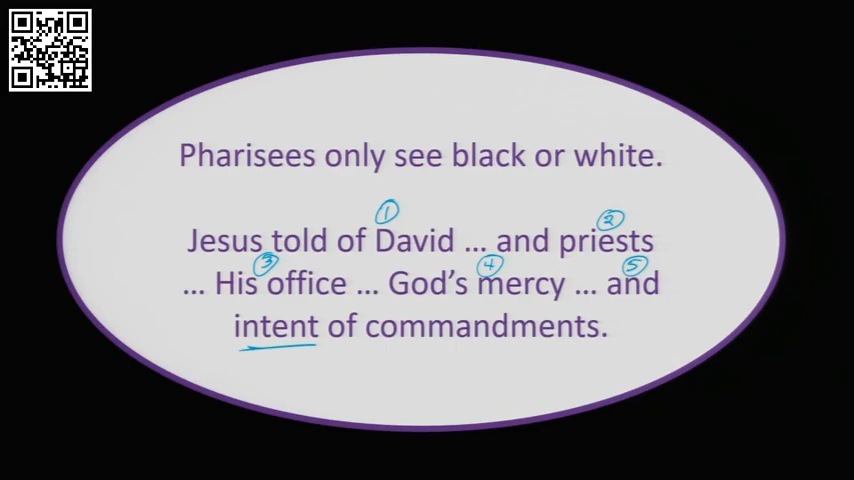 Pharisees only see black or white.
1
2
Jesus told of David ... and priests
3
4
5
... His office ... God's mercy ... and
intent of commandments.